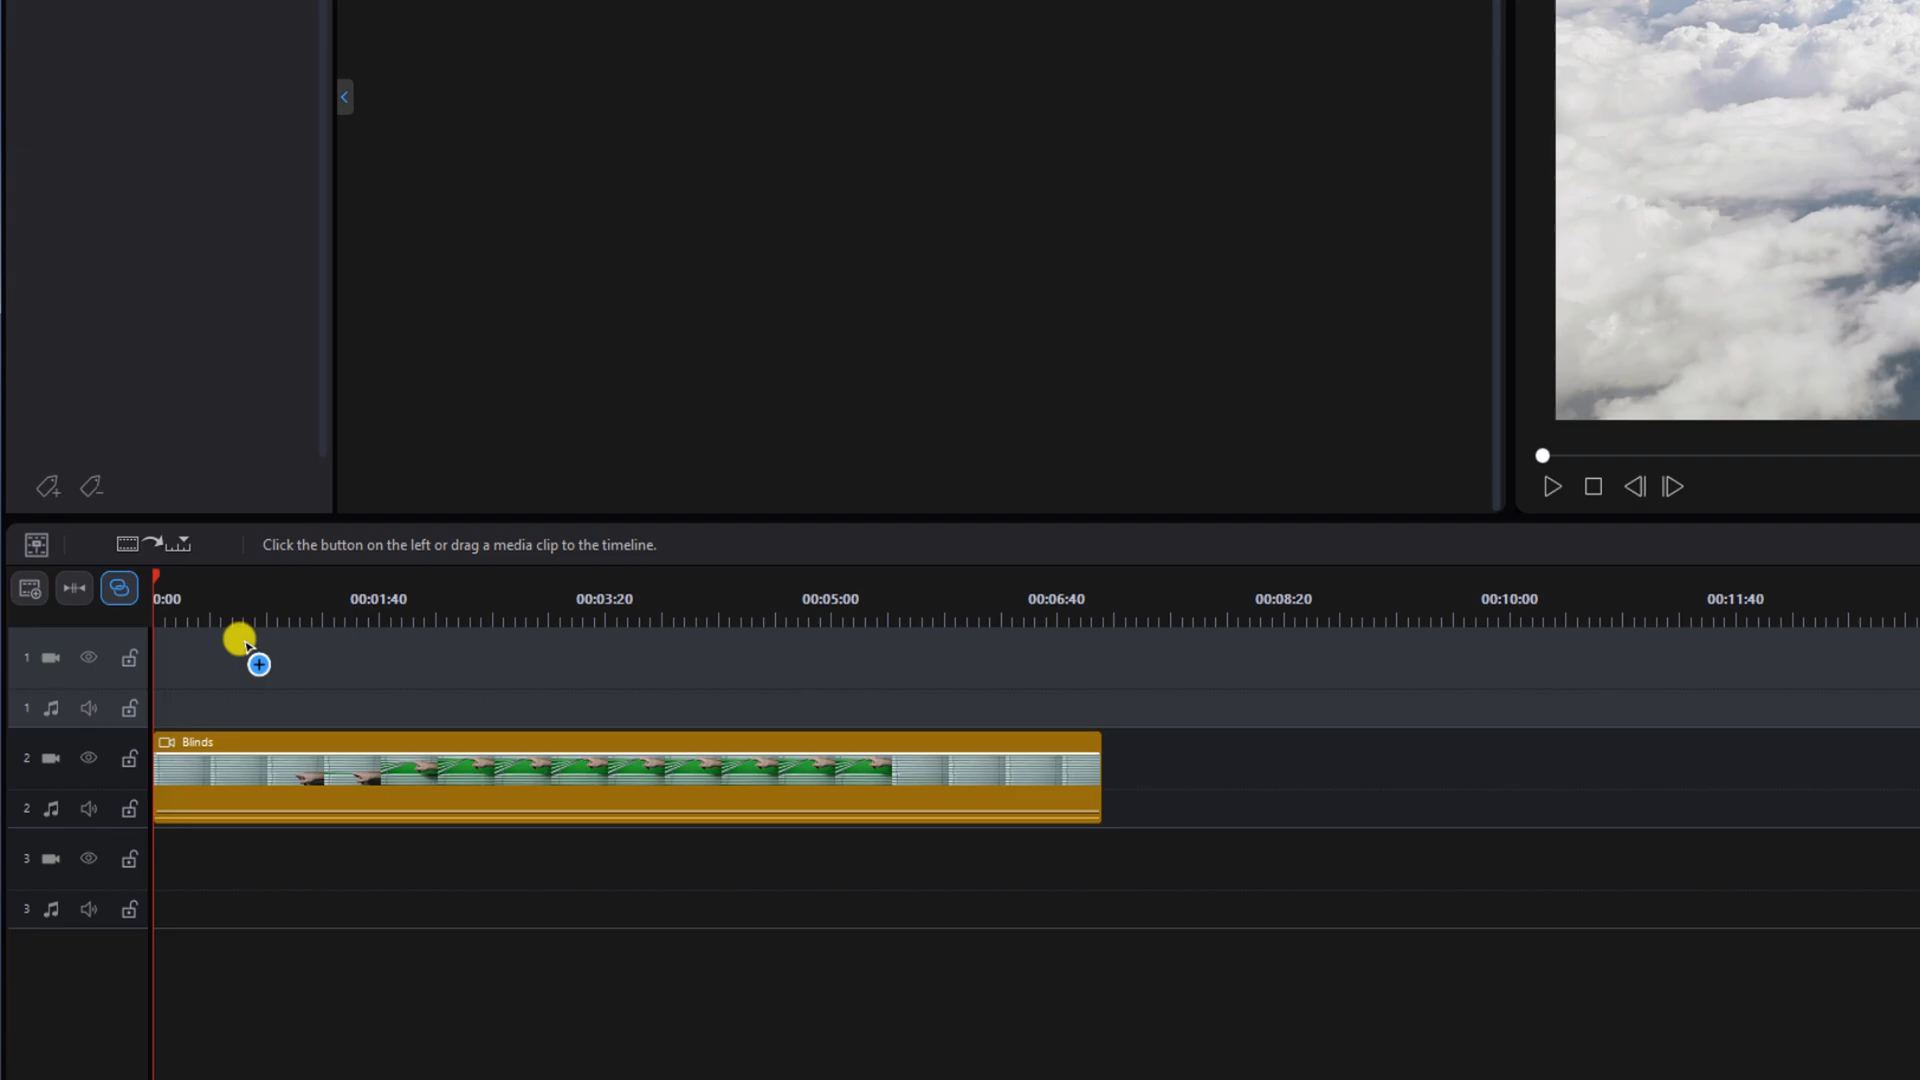 Click the button on the left or drag a media clip to the timeline.
0:00 00:01:40 00:03:20 00:05:00 00:06:40 00:08:20 00:10:00 00:11:40
1
1
Blinds
2
2
3
3